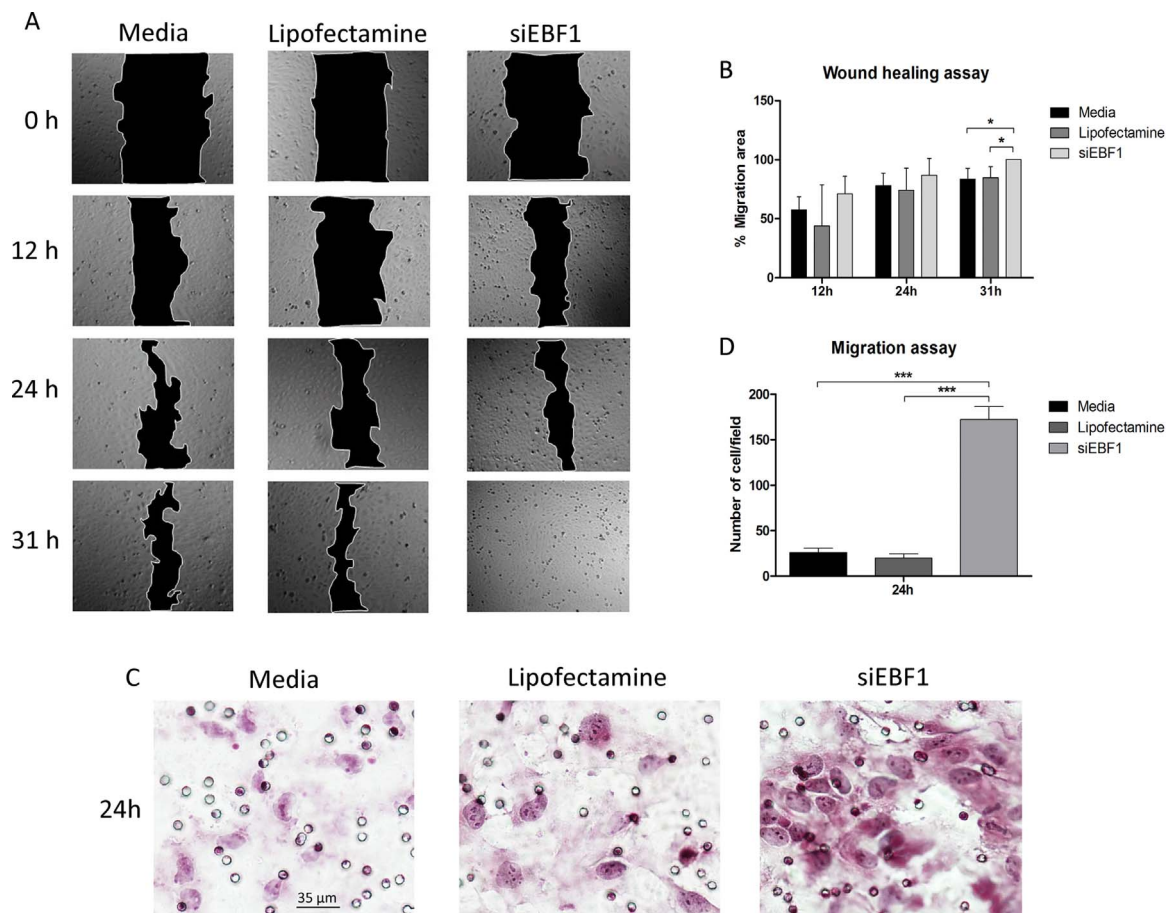 A
Media
Lipofectamine
siEBF1
0 h
12 h
24 h
31 h
B
Wound healing assay
% Migration area
150
100
50
0
12h
24h
31h
*
*
Media
Lipofectamine
siEBF1
D
Migration assay
Number of cell/field
200
150
100
50
0
24h
***
***
Media
Lipofectamine
siEBF1
C
Media
Lipofectamine
siEBF1
24h
35 µm